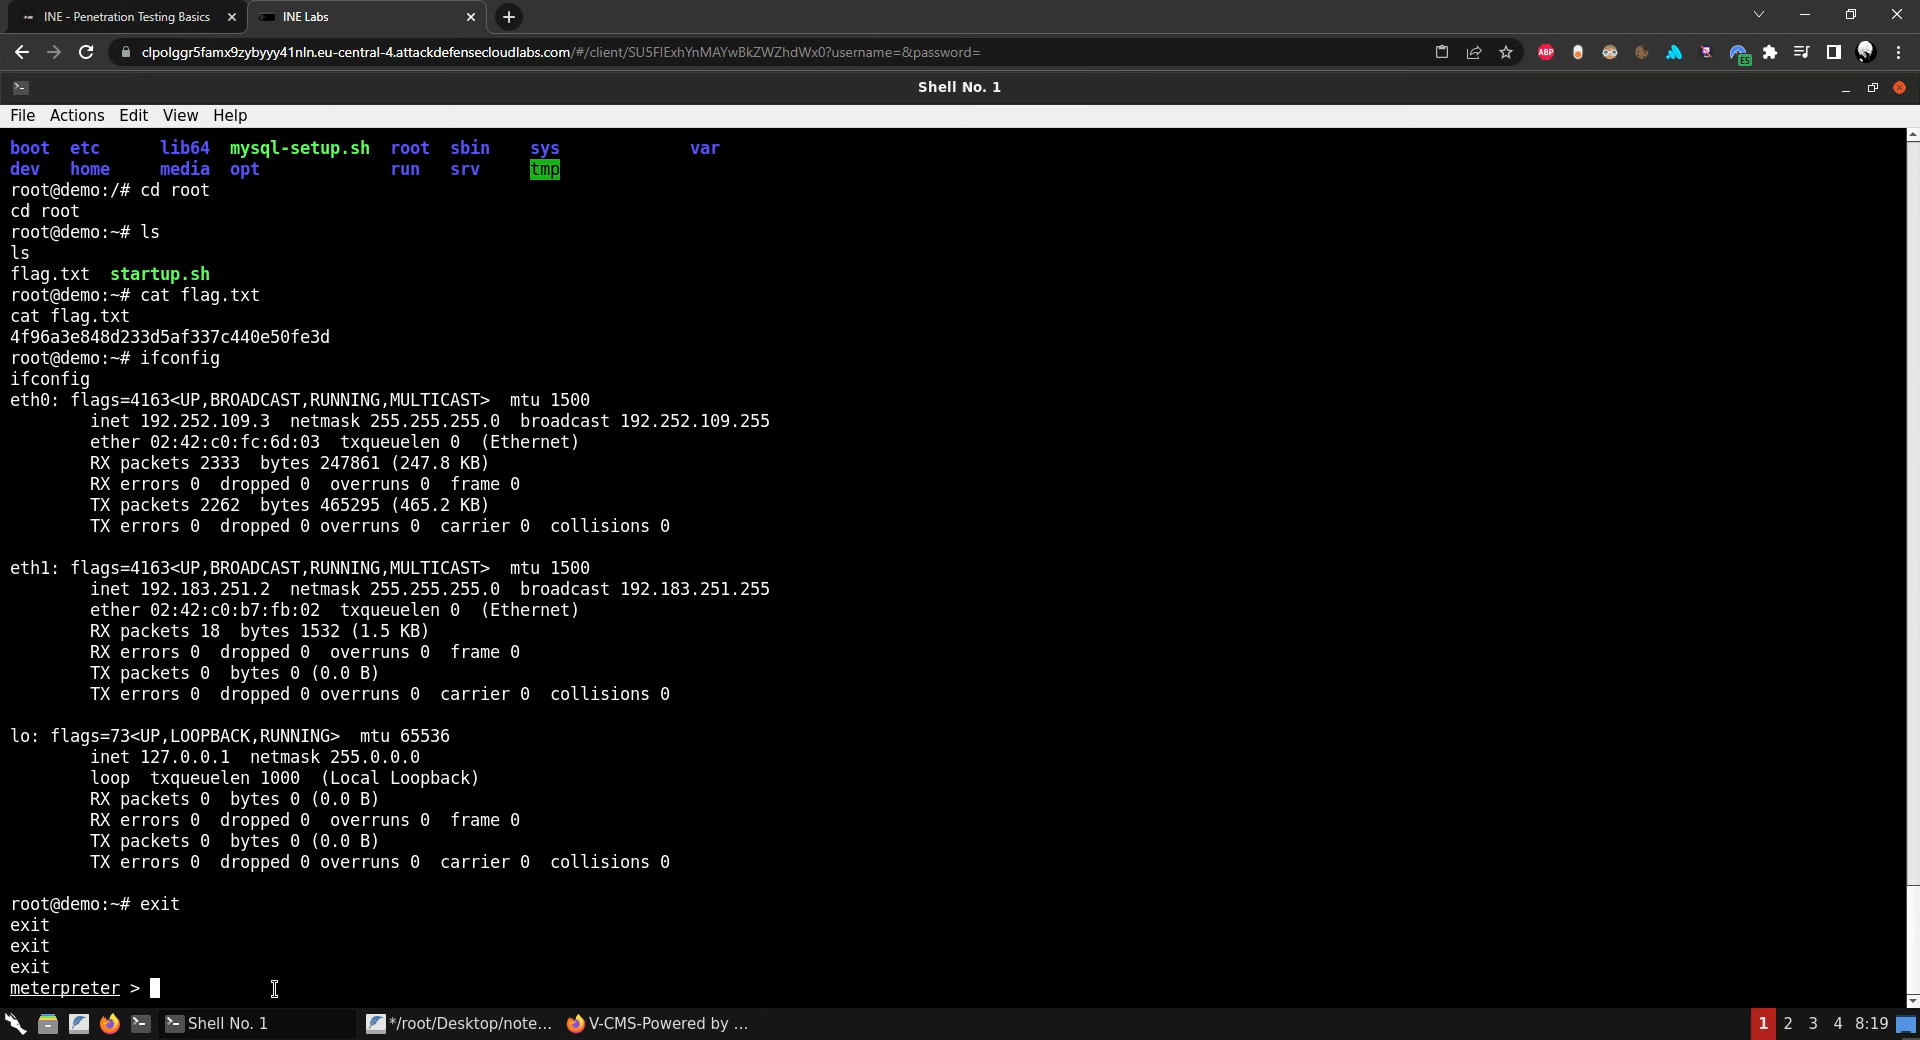 INE - Penetration Testing Basics
INE Labs
clpolggr5famx9zybyyy41nln.eu-central-4.attackdefensecloudlabs.com/#/client/SU5FIExhYnMAYwBkZWZhdWx0?username=&password=
ABP
ES
Shell No. 1
File Actions Edit View Help
boot etc lib64 mysql-setup.sh root sbin sys var
dev home media opt run srv tmp
root@demo:/# cd root
cd root
root@demo:~# ls
ls
flag.txt startup.sh
root@demo:~# cat flag.txt
cat flag.txt
4f96a3e848d233d5af337c440e50fe3d
root@demo:~# ifconfig
ifconfig
eth0: flags=4163<UP,BROADCAST,RUNNING,MULTICAST> mtu 1500
inet 192.252.109.3 netmask 255.255.255.0 broadcast 192.252.109.255
ether 02:42:c0:fc:6d:03 txqueuelen 0 (Ethernet)
RX packets 2333 bytes 247861 (247.8 KB)
RX errors 0 dropped 0 overruns 0 frame 0
TX packets 2262 bytes 465295 (465.2 KB)
TX errors 0 dropped 0 overruns 0 carrier 0 collisions 0
eth1: flags=4163<UP,BROADCAST,RUNNING,MULTICAST> mtu 1500
inet 192.183.251.2 netmask 255.255.255.0 broadcast 192.183.251.255
ether 02:42:c0:b7:fb:02 txqueuelen 0 (Ethernet)
RX packets 18 bytes 1532 (1.5 KB)
RX errors 0 dropped 0 overruns 0 frame 0
TX packets 0 bytes 0 (0.0 B)
TX errors 0 dropped 0 overruns 0 carrier 0 collisions 0
lo: flags=73<UP,LOOPBACK,RUNNING> mtu 65536
inet 127.0.0.1 netmask 255.0.0.0
loop txqueuelen 1000 (Local Loopback)
RX packets 0 bytes 0 (0.0 B)
RX errors 0 dropped 0 overruns 0 frame 0
TX packets 0 bytes 0 (0.0 B)
TX errors 0 dropped 0 overruns 0 carrier 0 collisions 0
root@demo:~# exit
exit
exit
exit
meterpreter >
Shell No. 1
*/root/Desktop/note...
V-CMS-Powered by ...
1 2 3 4 8:19